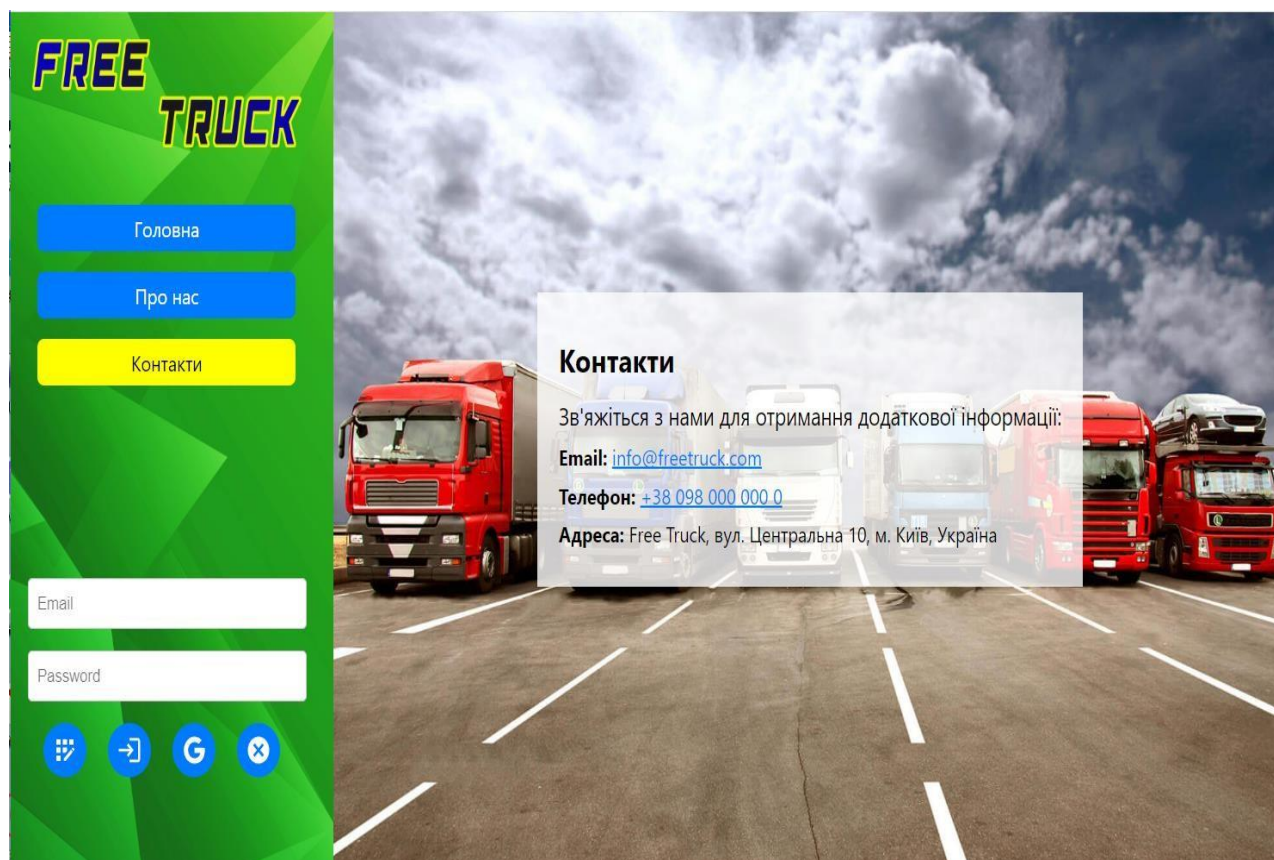 FREE
TRUCK
Головна
Про нас
Контакти
Контакти
Зв'яжіться з нами для отримання додаткової інформації:
Email: info@freetruck.com
Телефон: +38 098 000 000 0
Адреса: Free Truck, вул. Центральна 10, м. Київ, Україна
Email
Password
G